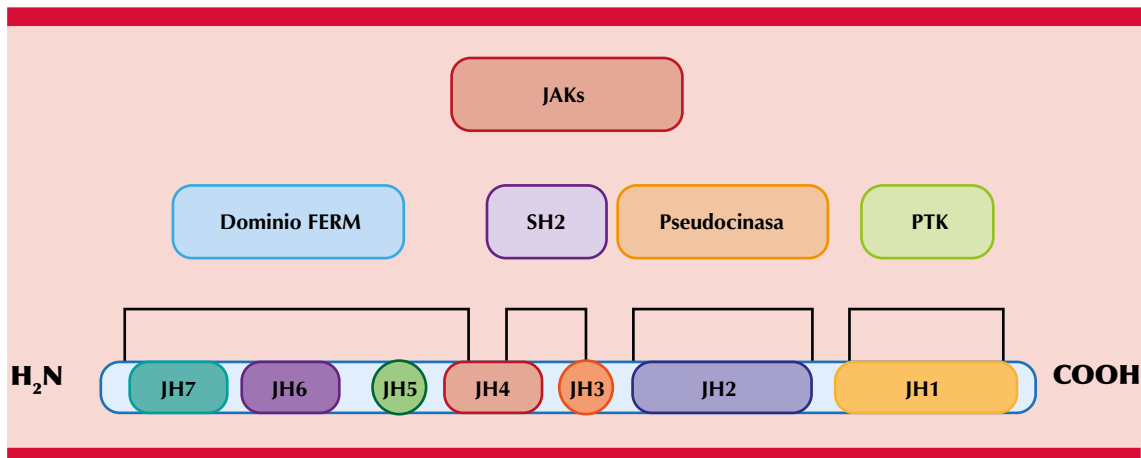 JAKs
Dominio FERM
SH2
Pseudocinasa
PTK
H₂N
JH7
JH6
JH5
JH4
JH3
JH2
JH1
COOH